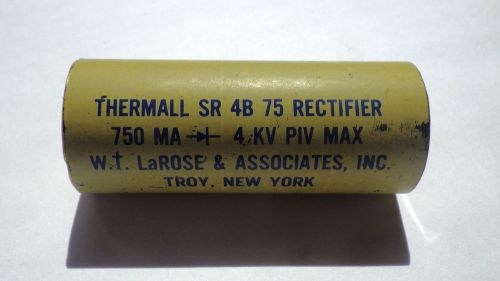 THERMALL SR 4B 75 RECTIFIER
750 MA 4 KV PIV MAX
W.T. LaROSE & ASSOCIATES, INC.
TROY, NEW YORK